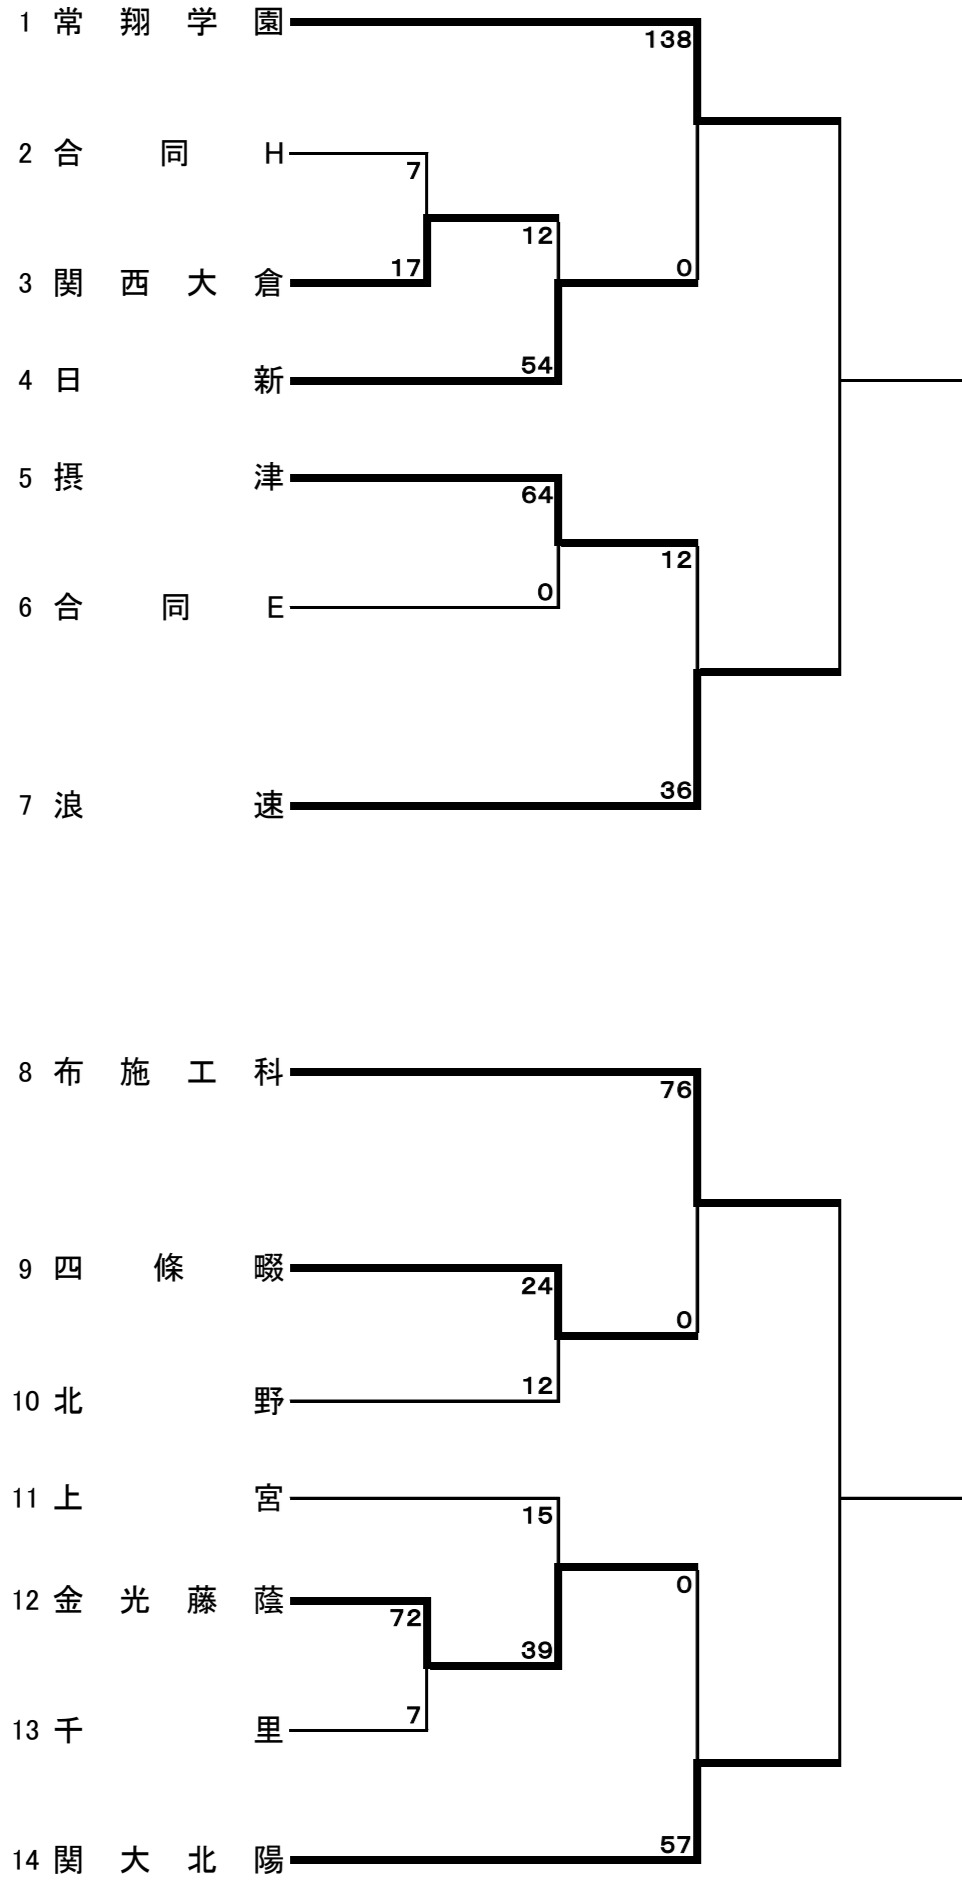 1 常翔学園
138
2 合同H
7
12
17
0
3 関西大倉
54
4 日新
5 摂津
64
12
0
6 合同E
36
7 浪速
8 布施工科
76
9 四條畷
24
0
12
10 北野
11 上宮
15
0
12 金光藤蔭
72
39
7
13 千里
57
14 関大北陽